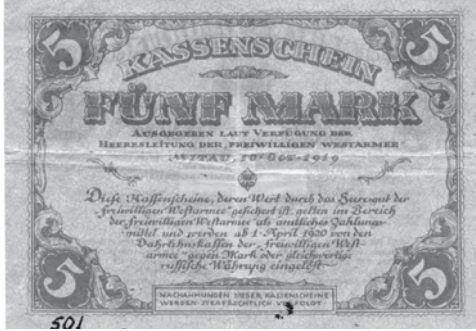 5 5
KASSENSCHEIN
FÜNF MARK
AUSGEGEBEN LAUT VERFÜGUNG DER
HEERESLEITUNG DER „FREIWILLIGEN WESTARMEE“
MITAU, 10. Okt. 1919
Diese Kassenscheine, deren Wert durch das Heeresgut der
„freiwilligen Westarmee“ gesichert ist, gelten im Bereich
der „freiwilligen Westarmee“ als amtliches Zahlungs-
mittel und werden ab 1. April 1920 von den
Darlehnskassen der „freiwilligen West-
armee“ gegen Mark oder gleichwertige
russische Währung eingelöst.
5 5
NACHAHMUNGEN DIESER KASSENSCHEINE
WERDEN STRAFRECHTLICH VERFOLGT
501